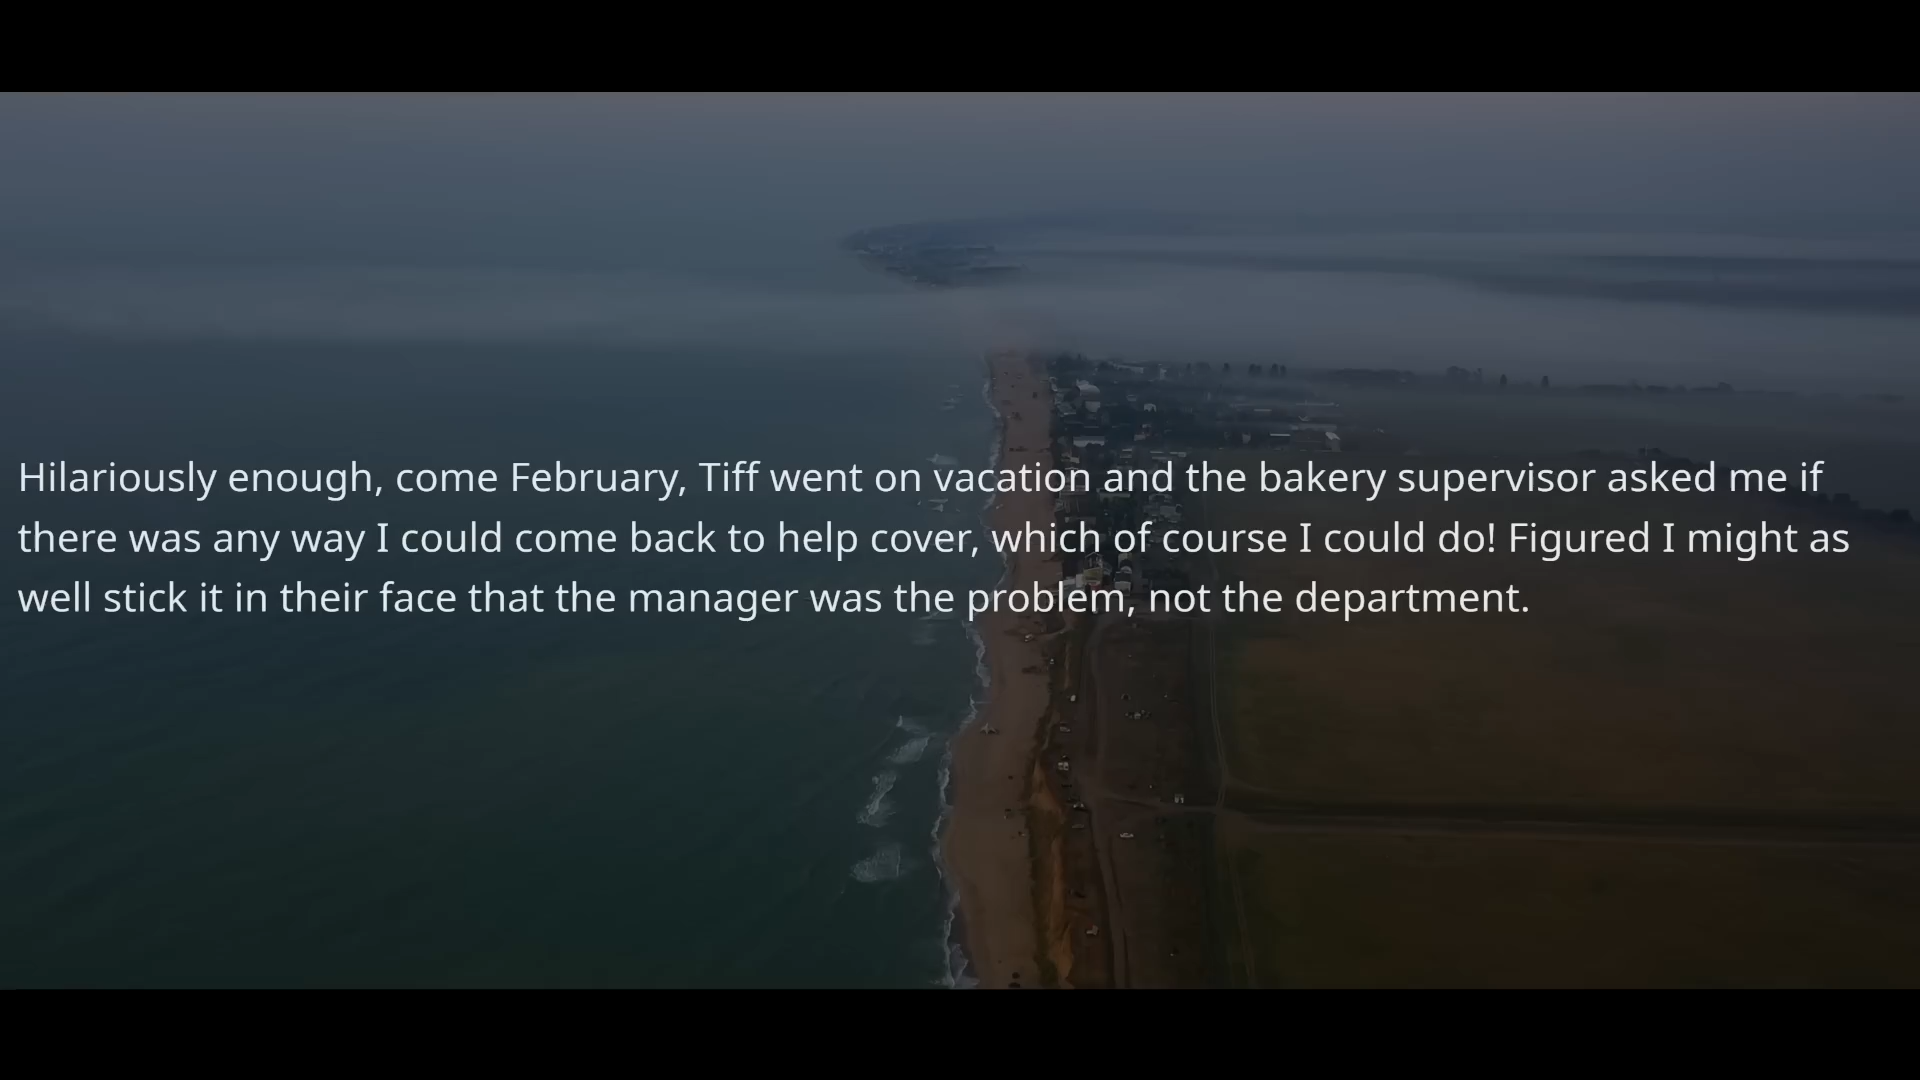 Hilariously enough, come February, Tiff went on vacation and the bakery supervisor asked me if
there was any way I could come back to help cover, which of course I could do! Figured I might as
well stick it in their face that the manager was the problem, not the department.